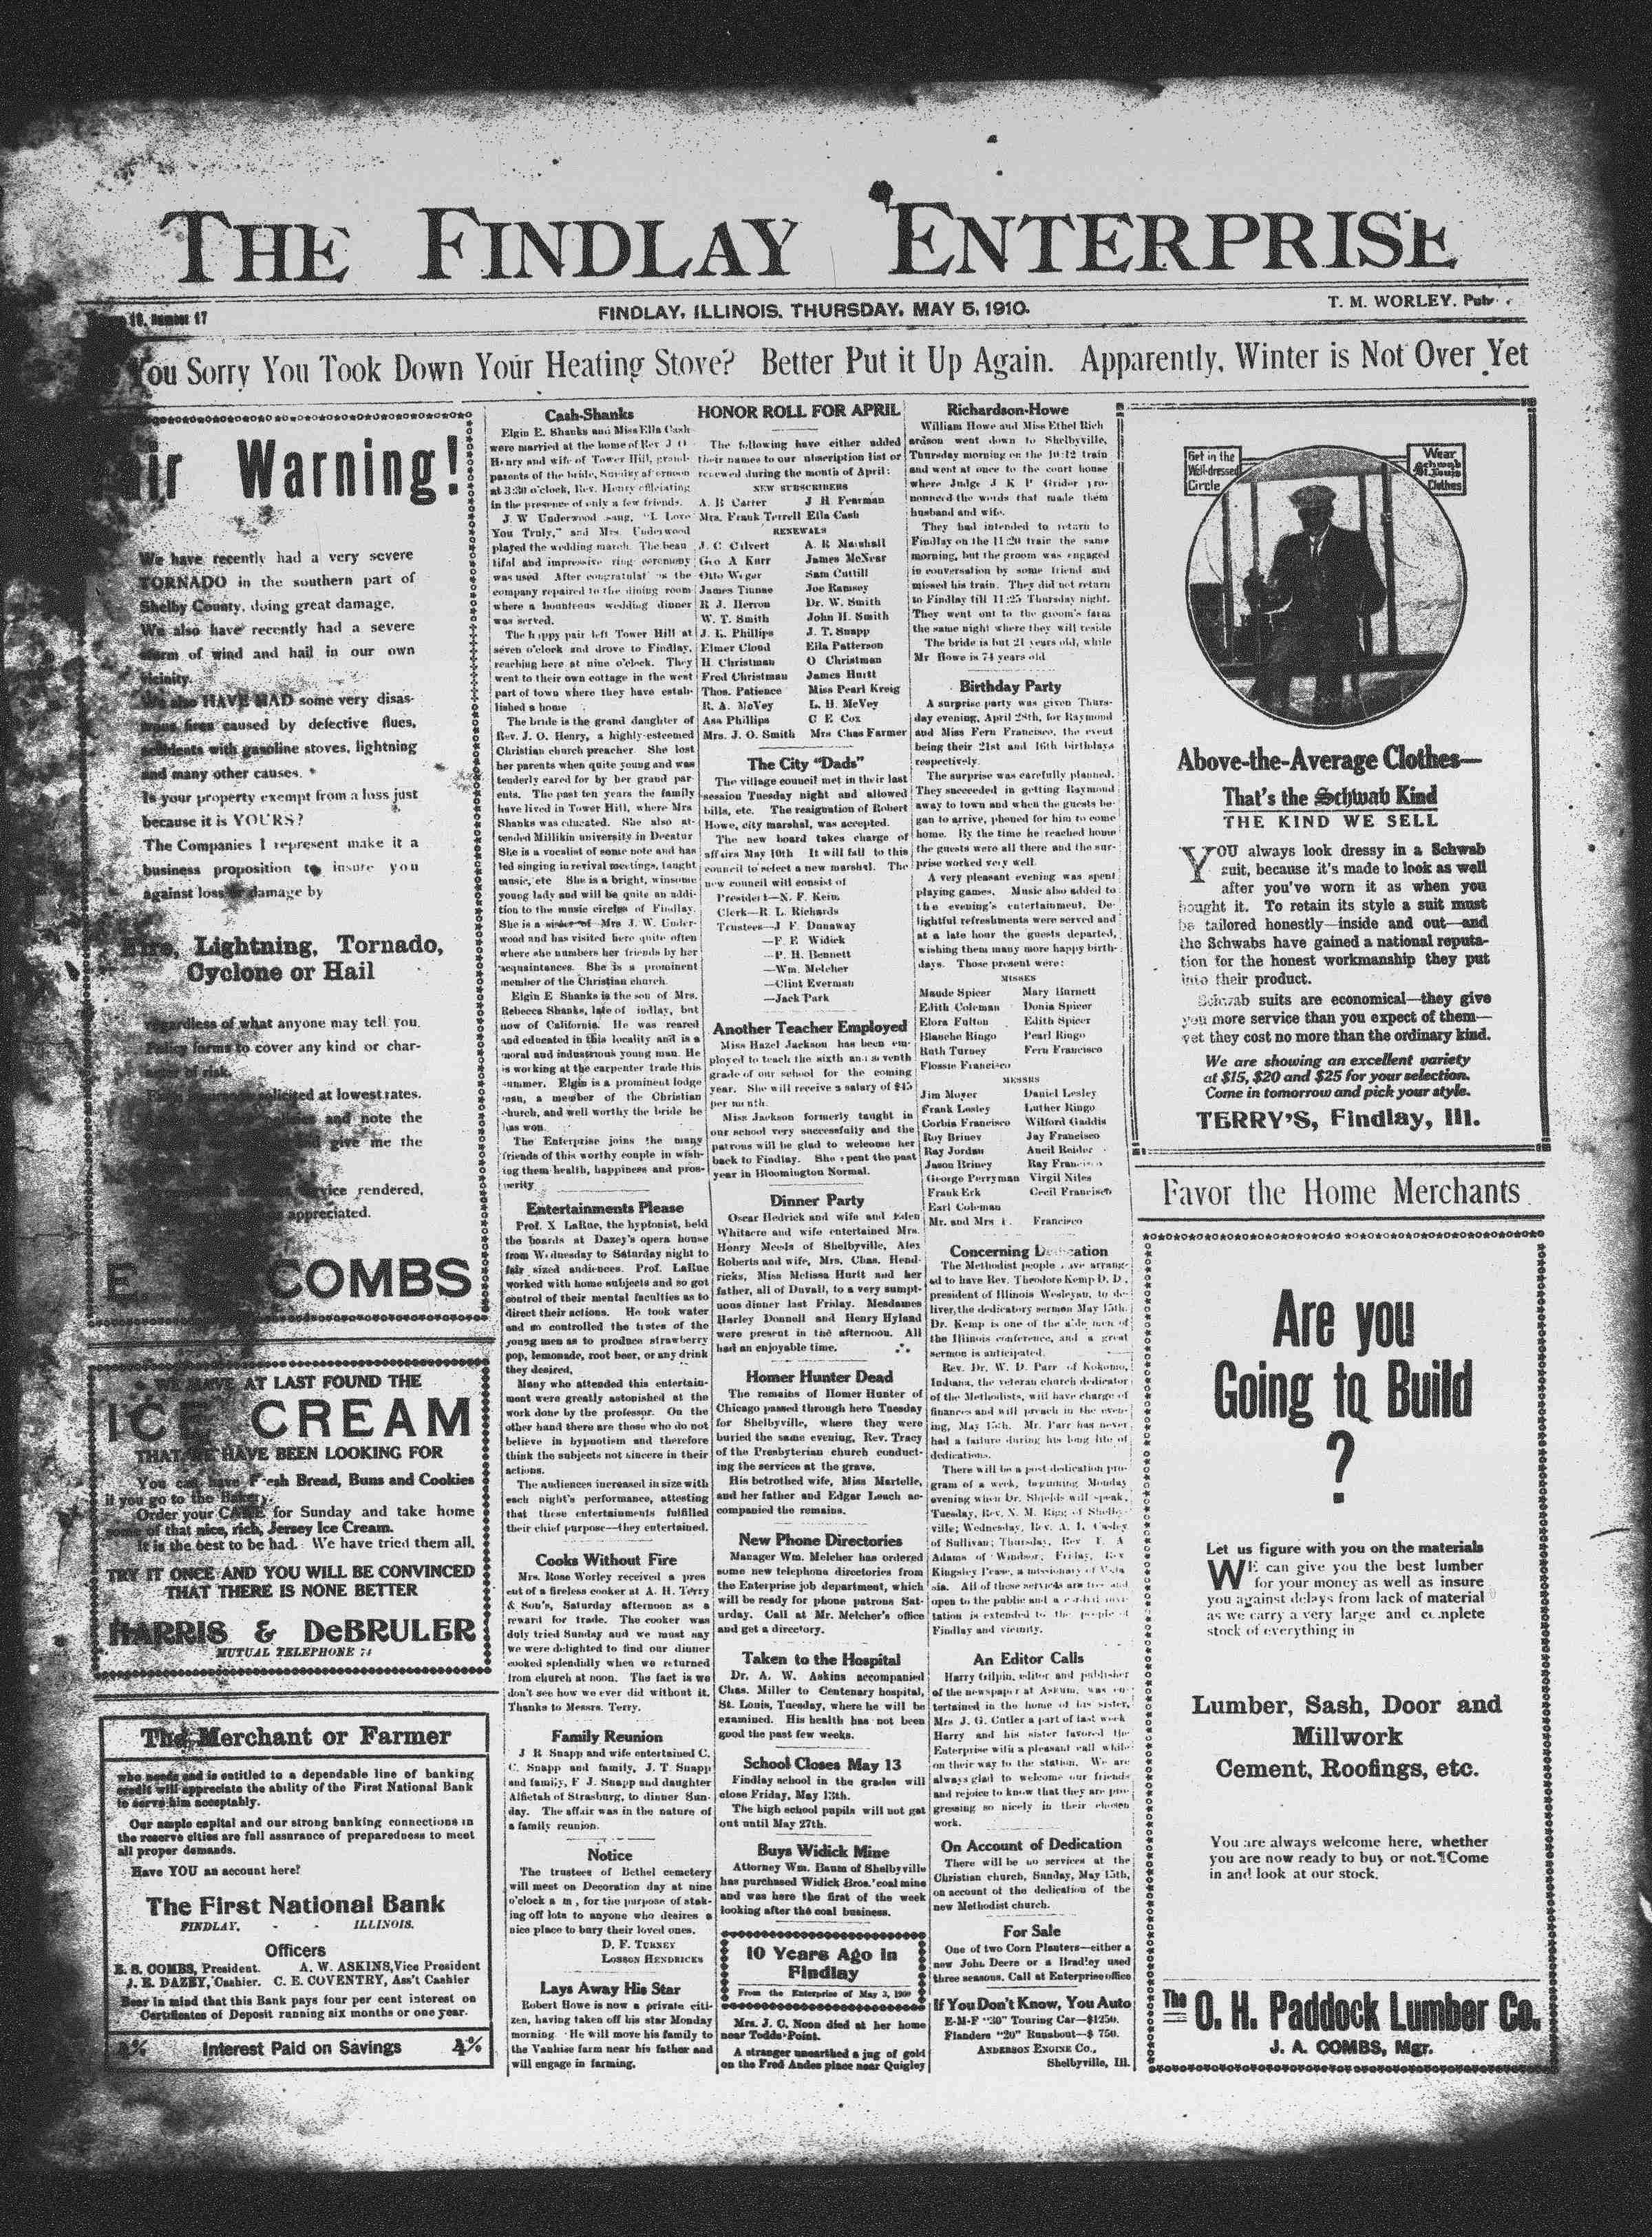 THE FINDLAY ENTERPRISE
FINDLAY, ILLINOIS, THURSDAY, MAY 5, 1910.
T. M. WORLEY,
You Sorry You Took Down Your Heating Stove? Better Put it Up Again. Apparently, Winter is Not Over Yet
Warning!
We have recently had a very severe
TORNADO in the southern part of
Shelby County, doing great damage.
We also have recently had a severe
of wind and hail in our own
vicinity.
We also HAVE HAD some very disas-
fires caused by defective flues,
accidents with gasoline stoves, lightning
and many other causes.
Is your property exempt from a loss just
because it is YOURS?
The Companies I represent make it a
business proposition to insure you
against loss or damage by
Fire, Lightning, Tornado,
Cyclone or Hail
regardless of what anyone may tell you.
Policy forms to cover any kind or char-
of risk.
solicited at lowest rates.
and note the
give me the
service rendered,
appreciated.
E. COMBS
WE HAVE AT LAST FOUND THE
ICE CREAM
THAT WE HAVE BEEN LOOKING FOR
You can have Fresh Bread, Buns and Cookies
if you go to the Bakery.
Order your CAKE for Sunday and take home
some of that nice, rich, Jersey Ice Cream.
It is the best to be had. We have tried them all.
TRY IT ONCE AND YOU WILL BE CONVINCED
THAT THERE IS NONE BETTER
HARRIS & DeBRULER
MUTUAL TELEPHONE 74
The Merchant or Farmer
who needs and is entitled to a dependable line of banking
credit will appreciate the ability of the First National Bank
to serve him acceptably.
Our ample capital and our strong banking connections in
the reserve cities are full assurance of preparedness to meet
all proper demands.
Have YOU an account here?
The First National Bank
FINDLAY, - - ILLINOIS.
Officers
E. S. COMBS, President. A. W. ASKINS, Vice President
J. E. DAZEY, Cashier. C. E. COVENTRY, Ass't Cashier
Bear in mind that this Bank pays four per cent interest on
Certificates of Deposit running six months or one year.
4% Interest Paid on Savings 4%
Cash-Shanks
Elgin E. Shanks and Miss Ella Cash
were married at the home of Rev J O
Henry and wife of Tower Hill, grand-
parents of the bride, Sunday afternoon
at 3:30 o'clock, Rev. Henry officiating
in the presence of only a few friends.
J. W Underwood sang, "I Love
You Truly," and Mrs. Underwood
played the wedding march. The beau
tiful and impressive ring ceremony
was used After the
company repaired to the dining room
where a bounteous wedding dinner
was served.
The happy pair left Tower Hill at
seven o'clock and drove to Findlay,
reaching here at nine o'clock. They
went to their own cottage in the west
part of town where they have estab-
lished a home
The bride is the grand daughter of
Rev. J. O. Henry, a highly-esteemed
Christian church preacher She lost
her parents when quite young and was
tenderly cared for by her grand par-
ents. The past ten years the family
have lived in Tower Hill, where Mrs
Shanks was educated. She also at-
tended Millikin university in Decatur
She is a vocalist of some note and has
led singing in revival meetings, taught
music, etc She is a bright, winsome
young lady and will be quite an addi-
tion to the music circles of Findlay.
She is a sister of Mrs J. W. Under-
wood and has visited here quite often
where she numbers her friends by her
acquaintances. She is a prominent
member of the Christian church.
Elgin E Shanks is the son of Mrs.
Rebecca Shanks, late of indlay, but
now of California. He was reared
and educated in this locality and is a
moral and industrious young man. He
is working at the carpenter trade this
summer. Elgin is a prominent lodge
man, a member of the Christian
church, and well worthy the bride he
has won.
The Enterprise joins the many
friends of this worthy couple in wish-
ing them health, happiness and pros-
perity
Entertainments Please
Prof. X LaRue, the hyptonist, held
the boards at Dazey's opera house
from Wednesday to Saturday night to
fair sized audiences. Prof. LaRue
worked with home subjects and so got
control of their mental faculties as to
direct their actions. He took water
and so controlled the tastes of the
young men as to produce strawberry
pop, lemonade, root beer, or any drink
they desired.
Many who attended this entertain-
ment were greatly astonished at the
work done by the professor. On the
other hand there are those who do not
believe in hypnotism and therefore
think the subjects not sincere in their
actions.
The audiences increased in size with
each night's performance, attesting
that these entertainments fulfilled
their chief purpose—they entertained.
Cooks Without Fire
Mrs. Rose Worley received a pres
ent of a fireless cooker at A. H. Terry
& Son's, Saturday afternoon as a
reward for trade. The cooker was
duly tried Sunday and we must say
we were delighted to find our dinner
cooked splendidly when we returned
from church at noon. The fact is we
don't see how we ever did without it.
Thanks to Messrs. Terry.
Family Reunion
J R Snapp and wife entertained C.
C. Snapp and family, J. T. Snapp
and family, F J. Snapp and daughter
Alfletah of Strasburg, to dinner Sun-
day. The affair was in the nature of
a family reunion.
Notice
The trustees of Bethel cemetery
will meet on Decoration day at nine
o'clock a m , for the purpose of stak-
ing off lots to anyone who desires a
nice place to bury their loved ones.
D. F. TURNEY
LOSSON HENDRICKS
Lays Away His Star
Robert Howe is now a private citi-
zen, having taken off his star Monday
morning He will move his family to
the Vanhise farm near his father and
will engage in farming.
HONOR ROLL FOR APRIL
The following have either added
their names to our subscription list or
renewed during the month of April:
NEW SUBSCRIBERS
A. B Carter J H Fearman
Mrs. Frank Terrell Ella Cash
RENEWALS
J. C. Calvert A. R Marshall
Geo A Karr James McNear
Otto Weger Sam Cuttill
James Tinnae Joe Ramsey
R J. Herron Dr. W. Smith
W. T. Smith John H. Smith
J. K. Phillips J. T. Snapp
Elmer Cloud Ella Patterson
H Christman O Christman
Fred Christman James Huitt
Thos. Patience Miss Pearl Kreig
R. A. McVey L. H. McVey
Asa Phillips C E Cox
Mrs. J. O. Smith Mrs Chas Farmer
The City "Dads"
The village council met in their last
session Tuesday night and allowed
bills, etc. The resignation of Robert
Howe, city marshal, was accepted.
The new board takes charge of
affairs May 10th It will fall to this
council to select a new marshal. The
new council will consist of
President—N. F. Keim.
Clerk—R. L. Richards
Trustees—J F. Dunaway
—F. E Widick
—P. H. Bennett
—Wm. Melcher
—Clint Everman
—Jack Park
Another Teacher Employed
Miss Hazel Jackson has been em-
ployed to teach the sixth and seventh
grade of our school for the coming
year. She will receive a salary of $45
per month.
Miss Jackson formerly taught in
our school very successfully and the
patrons will be glad to welcome her
back to Findlay. She spent the past
year in Bloomington Normal.
Dinner Party
Oscar Hedrick and wife and Eden
Whitacre and wife entertained Mrs.
Henry Meeds of Shelbyville, Alex
Roberts and wife, Mrs. Chas. Hend-
ricks, Miss Melissa Huett and her
father, all of Duvall, to a very sumpt-
uous dinner last Friday. Mesdames
Harley Donnell and Henry Hyland
were present in the afternoon. All
had an enjoyable time.
Homer Hunter Dead
The remains of Homer Hunter of
Chicago passed through here Tuesday
for Shelbyville, where they were
buried the same evening, Rev. Tracy
of the Presbyterian church conduct-
ing the services at the grave.
His betrothed wife, Miss Martelle,
and her father and Edgar Leach ac-
companied the remains.
New Phone Directories
Manager Wm. Melcher has ordered
some new telephone directories from
the Enterprise job department, which
will be ready for phone patrons Sat-
urday. Call at Mr. Melcher's office
and get a directory.
Taken to the Hospital
Dr. A. W. Askins accompanied
Chas. Miller to Centenary hospital,
St. Louis, Tuesday, where he will be
examined. His health has not been
good the past few weeks.
School Closes May 13
Findlay school in the grades will
close Friday, May 13th.
The high school pupils will not get
out until May 27th.
Buys Widick Mine
Attorney Wm. Baum of Shelbyville
has purchased Widick Bros.' coal mine
and was here the first of the week
looking after the coal business.
10 Years Ago in
Findlay
From the Enterprise of May 3, 1900
Mrs. J. C. Noon died at her home
near Todds Point.
A stranger unearthed a jug of gold
on the Fred Andes place near Quigley
Richardson-Howe
William Howe and Miss Ethel Rich
ardson went down to Shelbyville,
Thursday morning on the 10:12 train
and went at once to the court house
where Judge J K P Grider pro-
nounced the words that made them
husband and wife.
They had intended to return to
Findlay on the 11:20 train the same
morning, but the groom was engaged
in conversation by some friend and
missed his train. They did not return
to Findlay till 11:25 Thursday night.
They went out to the groom's farm
the same night where they will reside
The bride is but 21 years old, while
Mr Howe is 74 years old
Birthday Party
A surprise party was given Thurs-
day evening, April 28th, for Raymond
and Miss Fern Francisco, the event
being their 21st and 16th birthdays
respectively.
The surprise was carefully planned.
They succeeded in getting Raymond
away to town and when the guests be-
gan to arrive, phoned for him to come
home. By the time he reached home
the guests were all there and the sur-
prise worked very well.
A very pleasant evening was spent
playing games. Music also added to
the evening's entertainment. De-
lightful refreshments were served and
at a late hour the guests departed,
wishing them many more happy birth-
days. Those present were:
MISSES
Maude Spicer Mary Barnett
Edith Coleman Donia Spicer
Elora Fulton Edith Spicer
Blanche Ringo Pearl Ringo
Ruth Turney Fern Francisco
Flossie Francisco
MESSRS
Jim Moyer Daniel Lesley
Frank Lesley Luther Ringo
Corbin Francisco Wilford Gaddis
Roy Briney Jay Francisco
Ray Jordan Ancil Reider
Jason Briney Ray Francisco
George Perryman Virgil Niles
Frank Erk Cecil Francisco
Earl Coleman
Mr. and Mrs Francisco
Concerning Dedication
The Methodist people have arrang-
ed to have Rev. Theodore Kemp D. D.,
president of Illinois Wesleyan, to de-
liver, the dedicatory sermon May 15th.
Dr. Kemp is one of the able men of
the Illinois conference, and a great
sermon is anticipated.
Rev. Dr. W. D. Parr of Kokomo,
Indiana, the veteran church dedicator
of the Methodists, will have charge of
finances and will preach in the even-
ing, May 15th. Mr. Parr has never
had a failure during his long life of
dedications.
There will be a post dedication pro-
gram of a week, beginning Monday
evening when Dr. Shields will speak,
Tuesday, Rev. N. M. Rigg of Shelby-
ville; Wednesday, Rev. A. L. Casley
of Sullivan; Thursday, Rev T. A
Adams of Windsor, Friday, Rev
Kingsley Pease, a missionary of
All of these services are free and
open to the public and a cordial invi-
tation is extended to the people of
Findlay and vicinity.
An Editor Calls
Harry Gilpin, editor and publisher
of the newspaper at Askum, was en-
tertained in the home of his sister,
Mrs J. G. Cutler a part of last week
Harry and his sister favored the
Enterprise with a pleasant call while
on their way to the station. We are
always glad to welcome our friends
and rejoice to know that they are pro-
gressing so nicely in their chosen
work.
On Account of Dedication
There will be no services at the
Christian church, Sunday, May 15th,
on account of the dedication of the
new Methodist church.
For Sale
One of two Corn Planters—either a
new John Deere or a Bradley used
three seasons. Call at Enterprise office
If You Don't Know, You Auto
E-M-F "30" Touring Car—$1250.
Flanders "20" Runabout—$ 750.
ANDERSON ENGINE CO.,
Shelbyville, Ill.
Get in the
Well-dressed
Circle
Wear
Schwab
St. Louis
Clothes
Above-the-Average Clothes—
That's the Schwab Kind
THE KIND WE SELL
YOU always look dressy in a Schwab
suit, because it's made to look as well
after you've worn it as when you
bought it. To retain its style a suit must
be tailored honestly—inside and out—and
the Schwabs have gained a national reputa-
tion for the honest workmanship they put
into their product.
Schwab suits are economical—they give
you more service than you expect of them—
yet they cost no more than the ordinary kind.
We are showing an excellent variety
at $15, $20 and $25 for your selection.
Come in tomorrow and pick your style.
TERRY'S, Findlay, Ill.
Favor the Home Merchants
Are you
Going to Build
?
Let us figure with you on the materials
WE can give you the best lumber
for your money as well as insure
you against delays from lack of material
as we carry a very large and complete
stock of everything in
Lumber, Sash, Door and
Millwork
Cement, Roofings, etc.
You are always welcome here, whether
you are now ready to buy or not. ¶Come
in and look at our stock.
The O. H. Paddock Lumber Co.
J. A. COMBS, Mgr.